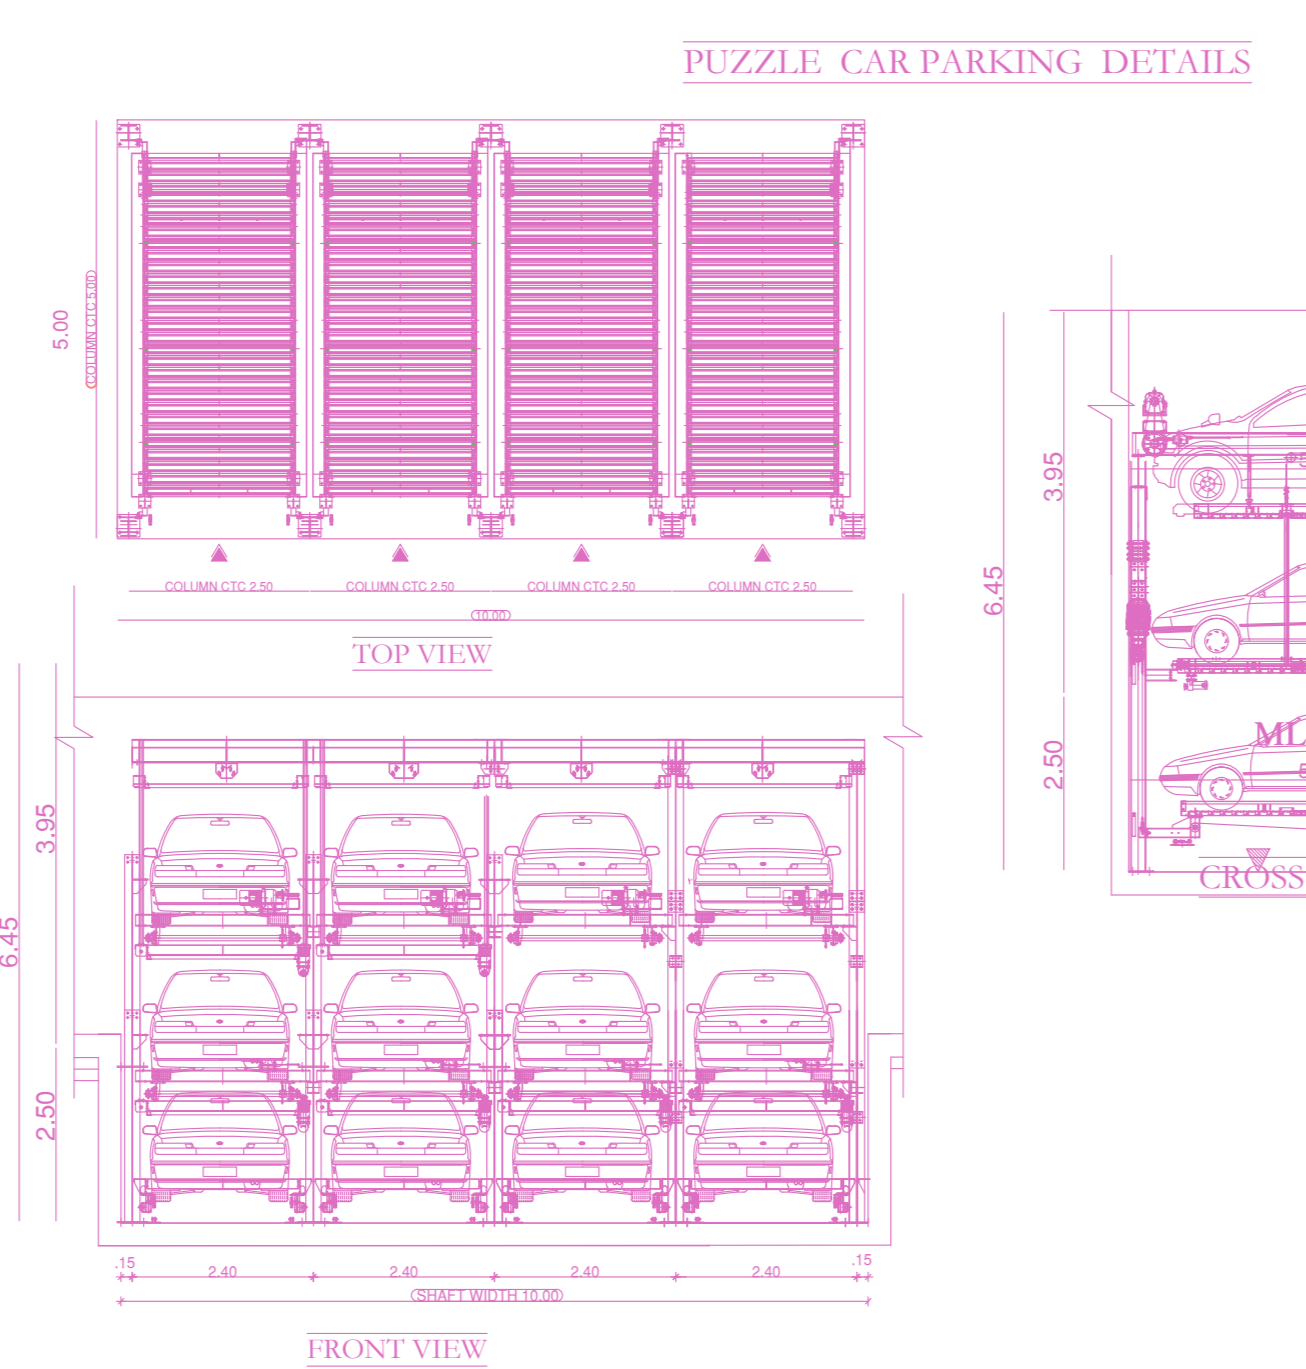 PUZZLE CAR PARKING DETAILS
5.00
(COLUMN CTC 5.00)
COLUMN CTC 2.50 COLUMN CTC 2.50 COLUMN CTC 2.50 COLUMN CTC 2.50
(10.00)
TOP VIEW
3.95
6.45
2.50
ML
CROSS
3.95
6.45
2.50
.15 2.40 2.40 2.40 2.40 .15
(SHAFT WIDTH 10.00)
FRONT VIEW